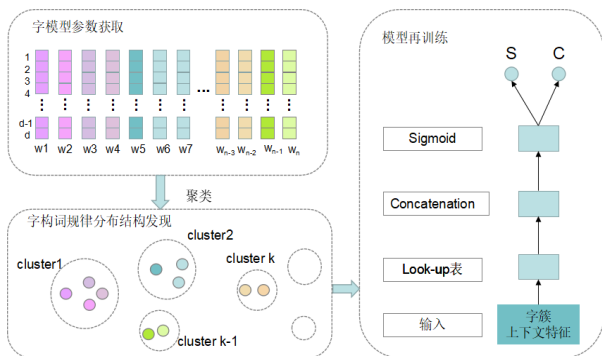 字模型参数获取
1
2
3
4
d-1
d
...
w1 w2 w3 w4 w5 w6 w7 wn-3 wn-2 wn-1 wn
聚类
字构词规律分布结构发现
cluster1
cluster2
cluster k
cluster k-1
模型再训练
S C
Sigmoid
Concatenation
Look-up表
输入
字簇
上下文特征